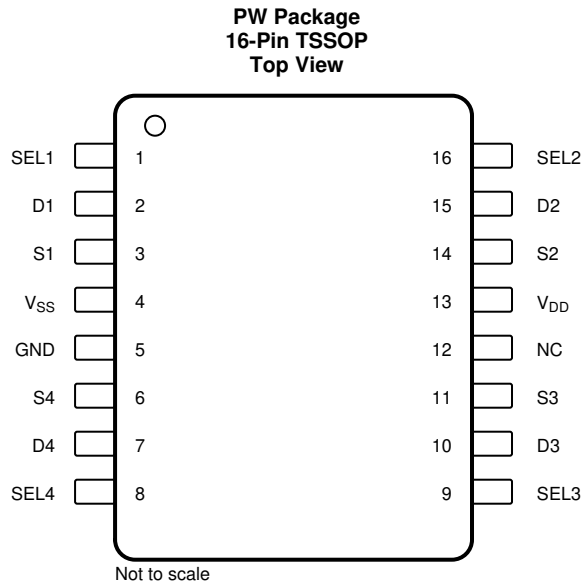 PW Package
16-Pin TSSOP
Top View
SEL1 1 16 SEL2
D1 2 15 D2
S1 3 14 S2
VSS 4 13 VDD
GND 5 12 NC
S4 6 11 S3
D4 7 10 D3
SEL4 8 9 SEL3
Not to scale